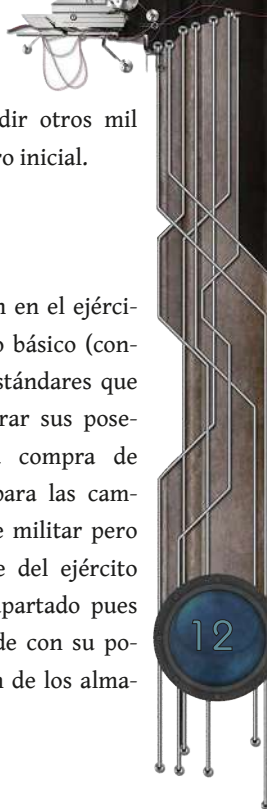 dir otros mil
ro inicial.
n en el ejérci-
o básico (con-
stándares que
rar sus pose-
compra de
para las cam-
e militar pero
e del ejército
apartado pues
de con su po-
n de los alma-
12